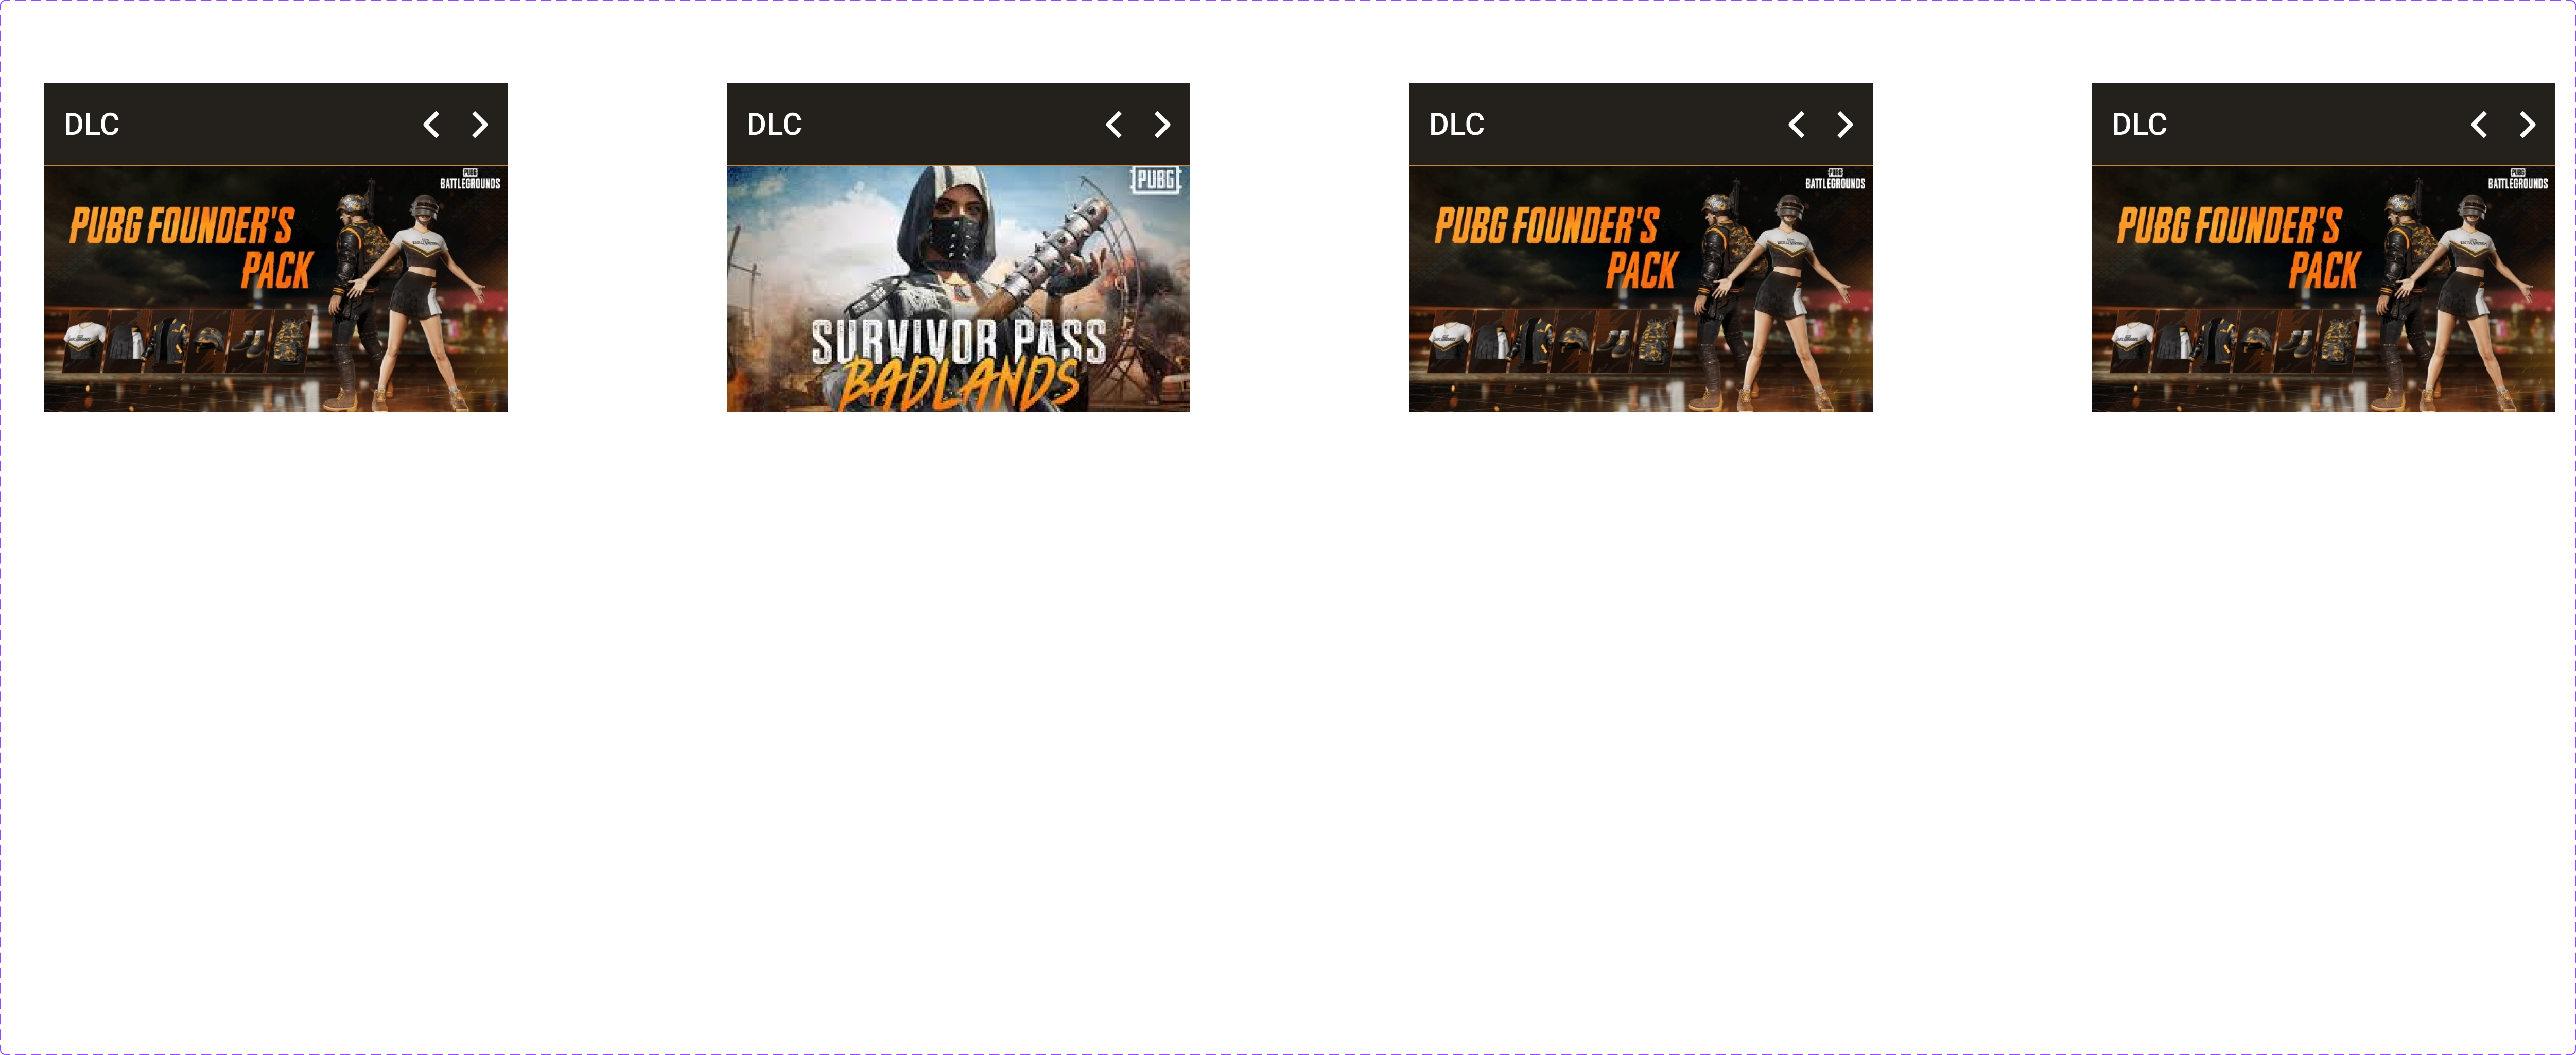 DLC
PUBG
BATTLEGROUNDS
PUBG FOUNDER'S
PACK
DLC
PUBG
SURVIVOR PASS
BADLANDS
DLC
PUBG
BATTLEGROUNDS
PUBG FOUNDER'S
PACK
DLC
PUBG
BATTLEGROUNDS
PUBG FOUNDER'S
PACK